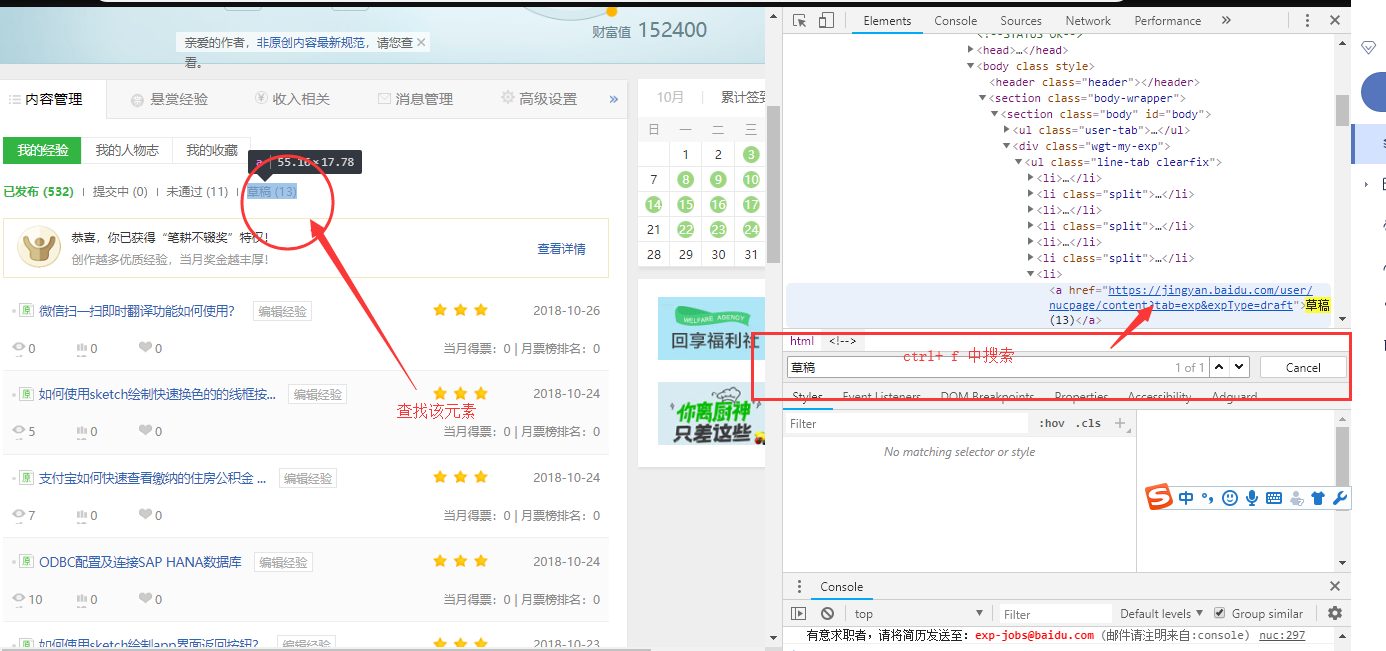 财富值 152400
亲爱的作者，非原创内容最新规范，请您查
看。
内容管理
悬赏经验
收入相关
消息管理
高级设置
»
10月
累计签到
我的经验
我的人物志
我的收藏
a | 55.16×17.78
已发布 (532) | 提交中 (0) | 未通过 (11) | 草稿 (13)
日 一 二 三
1 2 3
7 8 9 10
14 15 16 17
21 22 23 24
28 29 30 31
恭喜，你已获得“笔耕不辍奖”特权!
创作越多优质经验，当月奖金越丰厚!
查看详情
原 微信扫一扫即时翻译功能如何使用? 编辑经验 2018-10-26
0 0 0 当月得票：0 | 月票榜排名：0
原 如何使用sketch绘制快速换色的的线框按... 编辑经验 2018-10-24
查找该元素
5 0 0 当月得票：0 | 月票榜排名：0
原 支付宝如何快速查看缴纳的住房公积金 ... 编辑经验 2018-10-24
7 0 0 当月得票：0 | 月票榜排名：0
原 ODBC配置及连接SAP HANA数据库 编辑经验 2018-10-24
10 0 0 当月得票：0 | 月票榜排名：0
原 如何使用sketch绘制app界面返回按钮? 编辑经验 2018-10-23
WELFARE AGENCY
回享福利社
你离厨神
只差这些
Elements Console Sources Network Performance »
<!--STATUS OK-->
<head>…</head>
<body class style>
<header class="header"></header>
<section class="body-wrapper">
<section class="body" id="body">
<ul class="user-tab">…</ul>
<div class="wgt-my-exp">
<ul class="line-tab clearfix">
<li>…</li>
<li class="split">…</li>
<li>…</li>
<li class="split">…</li>
<li>…</li>
<li class="split">…</li>
<li>
<a href="https://jingyan.baidu.com/user/
nucpage/content?tab=exp&expType=draft">草稿
(13)</a>
html <!-->
ctrl+ f 中搜索
草稿 1 of 1 Cancel
Styles Event Listeners DOM Breakpoints Properties Accessibility Adguard
Filter :hov .cls +
No matching selector or style
S 中
Console
top Filter Default levels Group similar
有意求职者，请将简历发送至：exp-jobs@baidu.com（邮件请注明来自:console） nuc:297